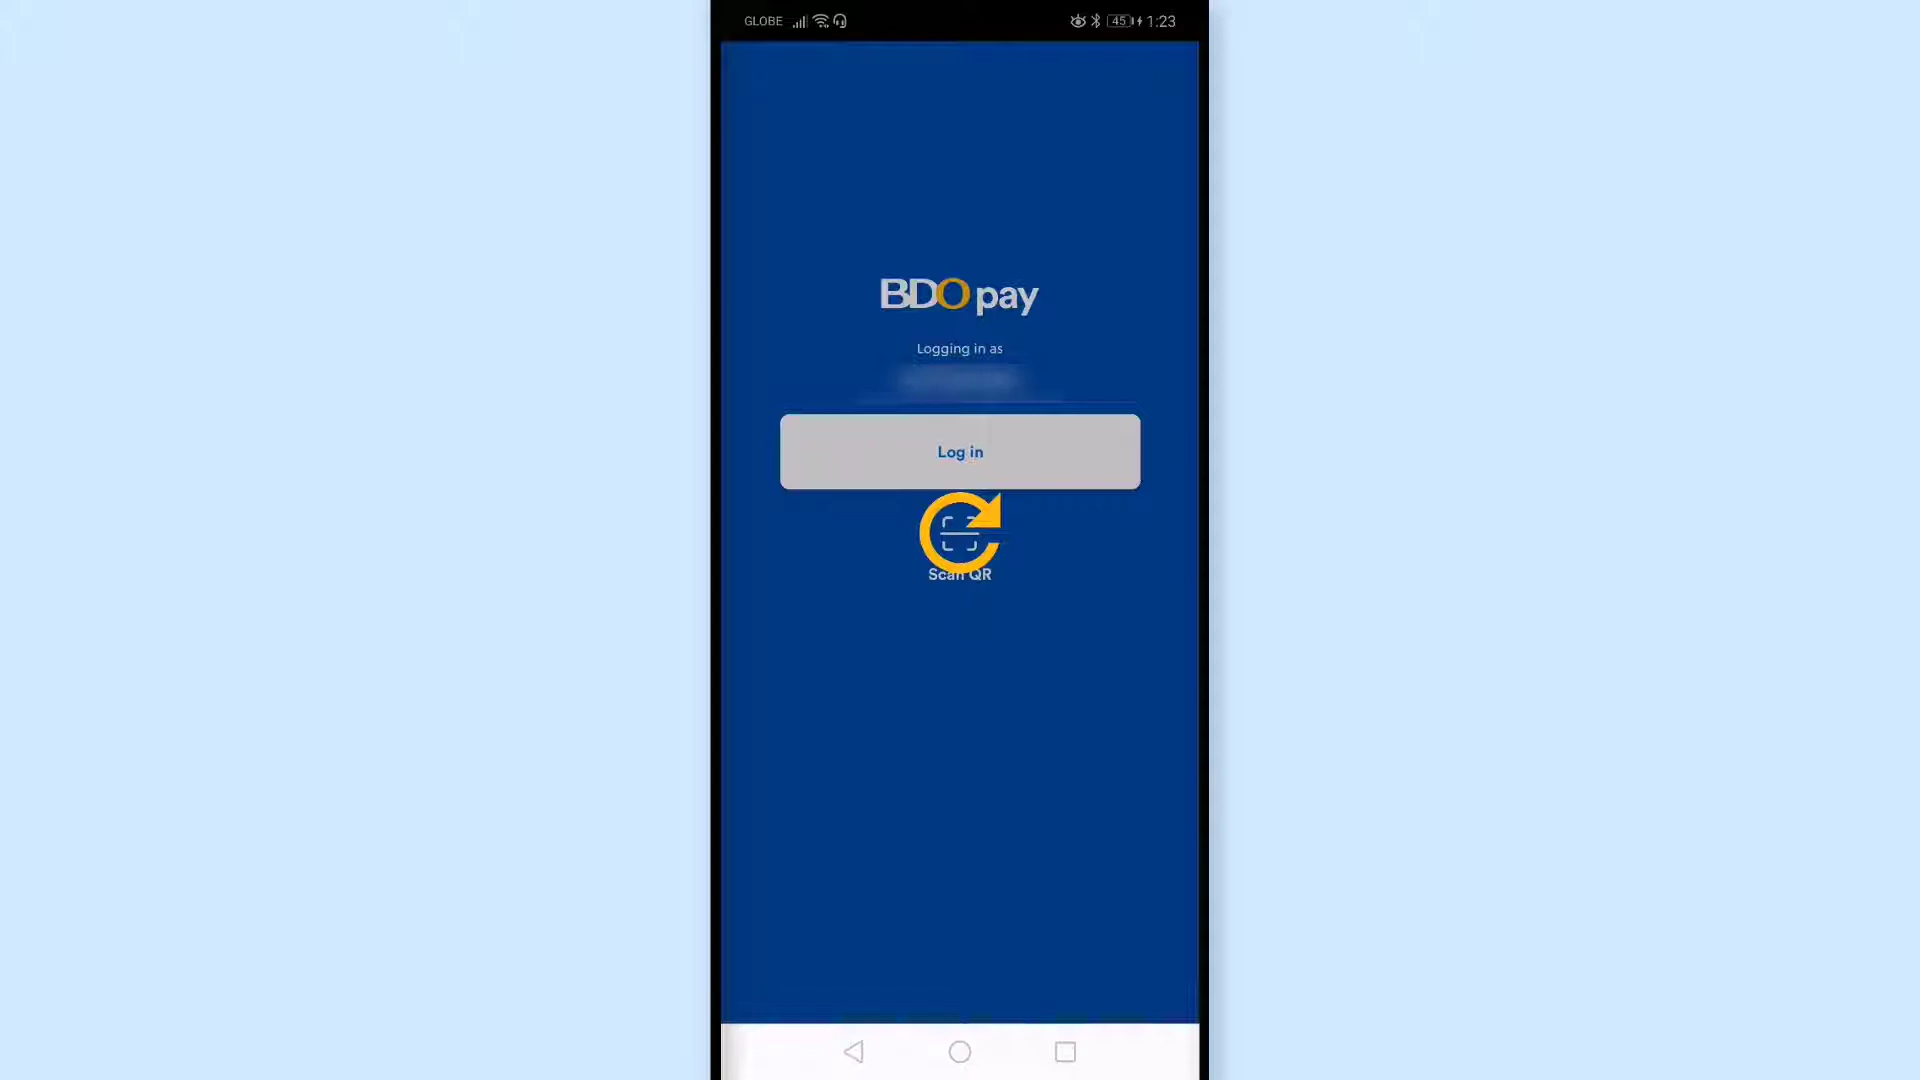 GLOBE 45 1:23
BDO pay
Logging in as
Log in
Scan QR